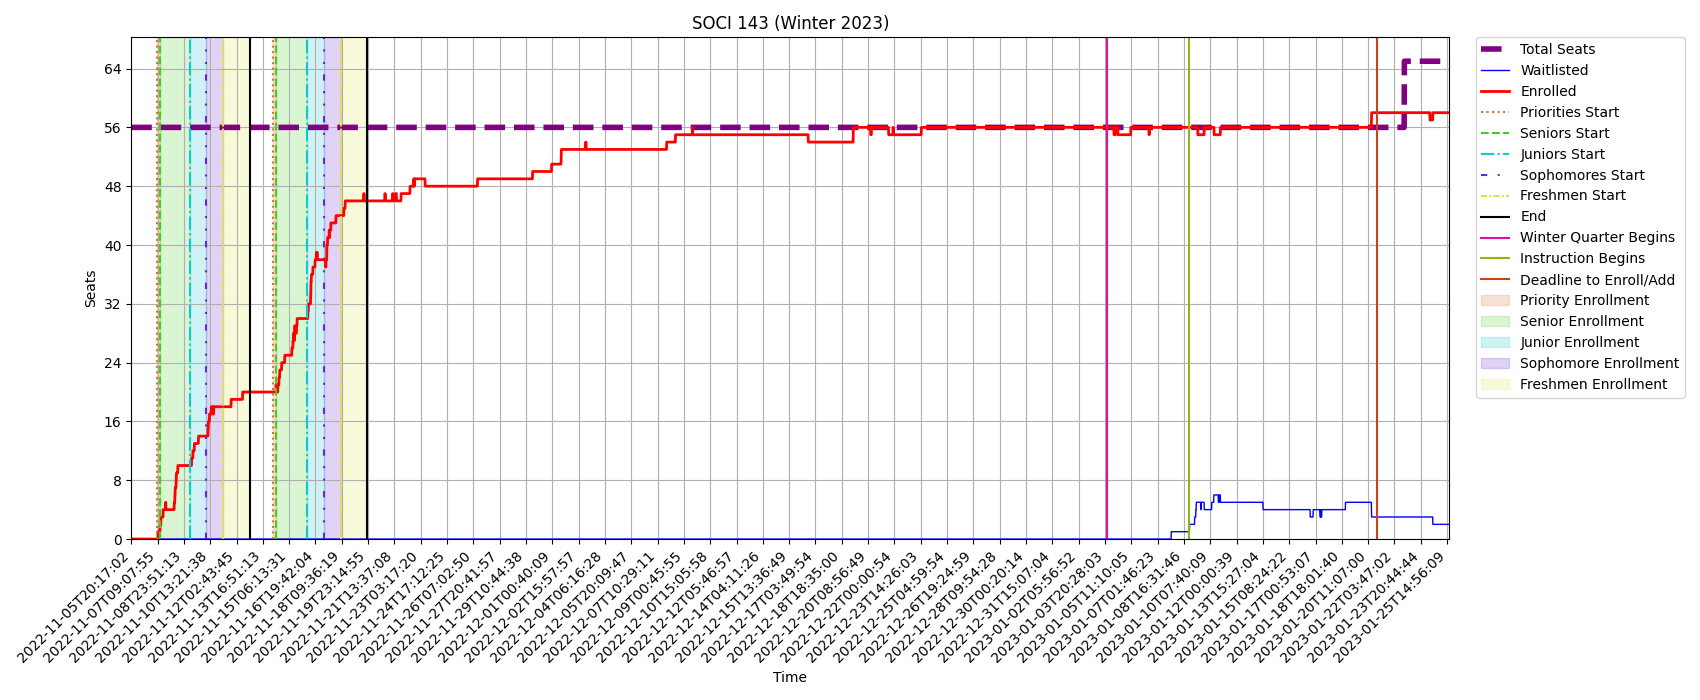 SOCI 143 (Winter 2023)
64
56
48
40
32
24
16
8
0
Seats
2022-11-05T20:17:02
2022-11-07T09:07:55
2022-11-08T23:51:13
2022-11-10T13:21:38
2022-11-12T02:43:45
2022-11-13T16:51:13
2022-11-15T06:13:31
2022-11-16T19:42:04
2022-11-18T09:36:19
2022-11-19T23:14:55
2022-11-21T13:37:08
2022-11-23T03:17:20
2022-11-24T17:12:25
2022-11-26T07:02:50
2022-11-27T20:41:57
2022-11-29T10:44:38
2022-12-01T00:40:09
2022-12-02T15:57:57
2022-12-04T06:16:28
2022-12-05T20:09:47
2022-12-07T10:29:11
2022-12-09T00:45:55
2022-12-10T15:05:58
2022-12-12T05:46:57
2022-12-14T04:11:26
2022-12-15T13:36:49
2022-12-17T03:49:54
2022-12-18T18:35:00
2022-12-20T08:56:49
2022-12-22T00:00:54
2022-12-23T14:26:03
2022-12-25T04:59:54
2022-12-26T19:24:59
2022-12-28T09:54:28
2022-12-30T00:20:14
2022-12-31T15:07:04
2023-01-02T05:56:52
2023-01-03T20:28:03
2023-01-05T11:10:05
2023-01-07T01:46:23
2023-01-08T16:31:46
2023-01-10T07:40:09
2023-01-12T00:00:39
2023-01-13T15:27:04
2023-01-15T08:24:22
2023-01-17T00:53:07
2023-01-18T18:01:40
2023-01-20T11:07:00
2023-01-22T03:47:02
2023-01-23T20:44:44
2023-01-25T14:56:09
Time
Total Seats
Waitlisted
Enrolled
Priorities Start
Seniors Start
Juniors Start
Sophomores Start
Freshmen Start
End
Winter Quarter Begins
Instruction Begins
Deadline to Enroll/Add
Priority Enrollment
Senior Enrollment
Junior Enrollment
Sophomore Enrollment
Freshmen Enrollment